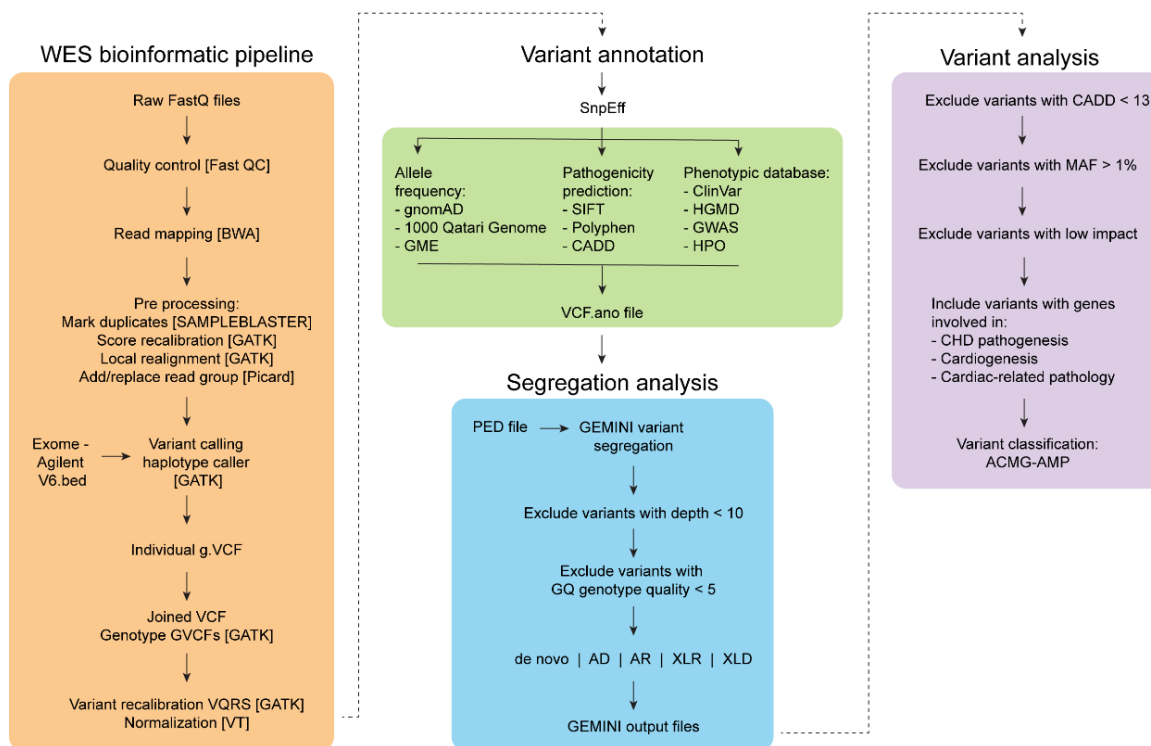 WES bioinformatic pipeline
Raw FastQ files
Quality control [Fast QC]
Read mapping [BWA]
Pre processing:
Mark duplicates [SAMPLEBLASTER]
Score recalibration [GATK]
Local realignment [GATK]
Add/replace read group [Picard]
Exome -
Agilent
V6.bed
Variant calling
haplotype caller
[GATK]
Individual g.VCF
Joined VCF
Genotype GVCFs [GATK]
Variant recalibration VQRS [GATK]
Normalization [VT]
Variant annotation
SnpEff
Allele
frequency:
- gnomAD
- 1000 Qatari Genome
- GME
Pathogenicity
prediction:
- SIFT
- Polyphen
- CADD
Phenotypic database:
- ClinVar
- HGMD
- GWAS
- HPO
VCF.ano file
Segregation analysis
PED file
GEMINI variant
segregation
Exclude variants with depth < 10
Exclude variants with
GQ genotype quality < 5
de novo | AD | AR | XLR | XLD
GEMINI output files
Variant analysis
Exclude variants with CADD < 13
Exclude variants with MAF > 1%
Exclude variants with low impact
Include variants with genes
involved in:
- CHD pathogenesis
- Cardiogenesis
- Cardiac-related pathology
Variant classification:
ACMG-AMP